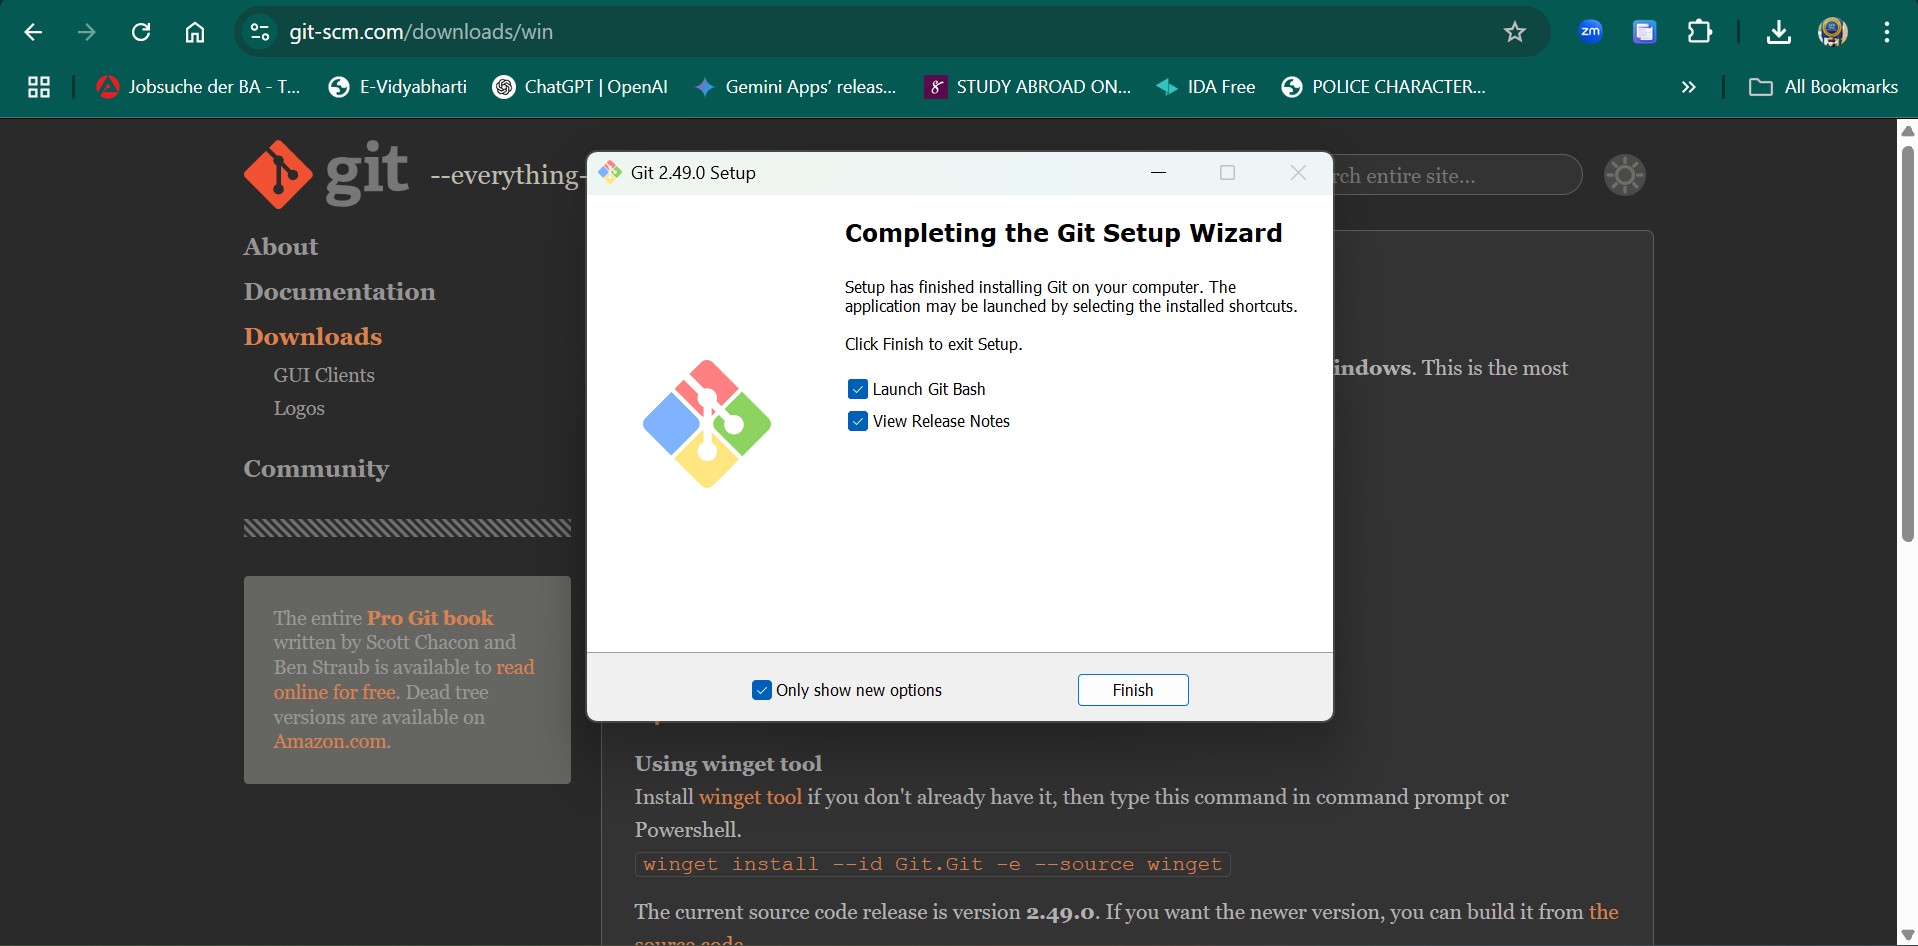 git-scm.com/downloads/win
zm
Jobsuche der BA - T...
E-Vidyabharti
ChatGPT | OpenAI
Gemini Apps’ releas...
STUDY ABROAD ON...
IDA Free
POLICE CHARACTER...
All Bookmarks
git --everything-
entire site...
About
Documentation
Downloads
GUI Clients
Logos
Community
The entire Pro Git book
written by Scott Chacon and
Ben Straub is available to read
online for free. Dead tree
versions are available on
Amazon.com.
Git 2.49.0 Setup
Completing the Git Setup Wizard
Setup has finished installing Git on your computer. The
application may be launched by selecting the installed shortcuts.
Click Finish to exit Setup.
Launch Git Bash
View Release Notes
Only show new options
Finish
indows. This is the most
Using winget tool
Install winget tool if you don't already have it, then type this command in command prompt or
Powershell.
winget install --id Git.Git -e --source winget
The current source code release is version 2.49.0. If you want the newer version, you can build it from the
source code.